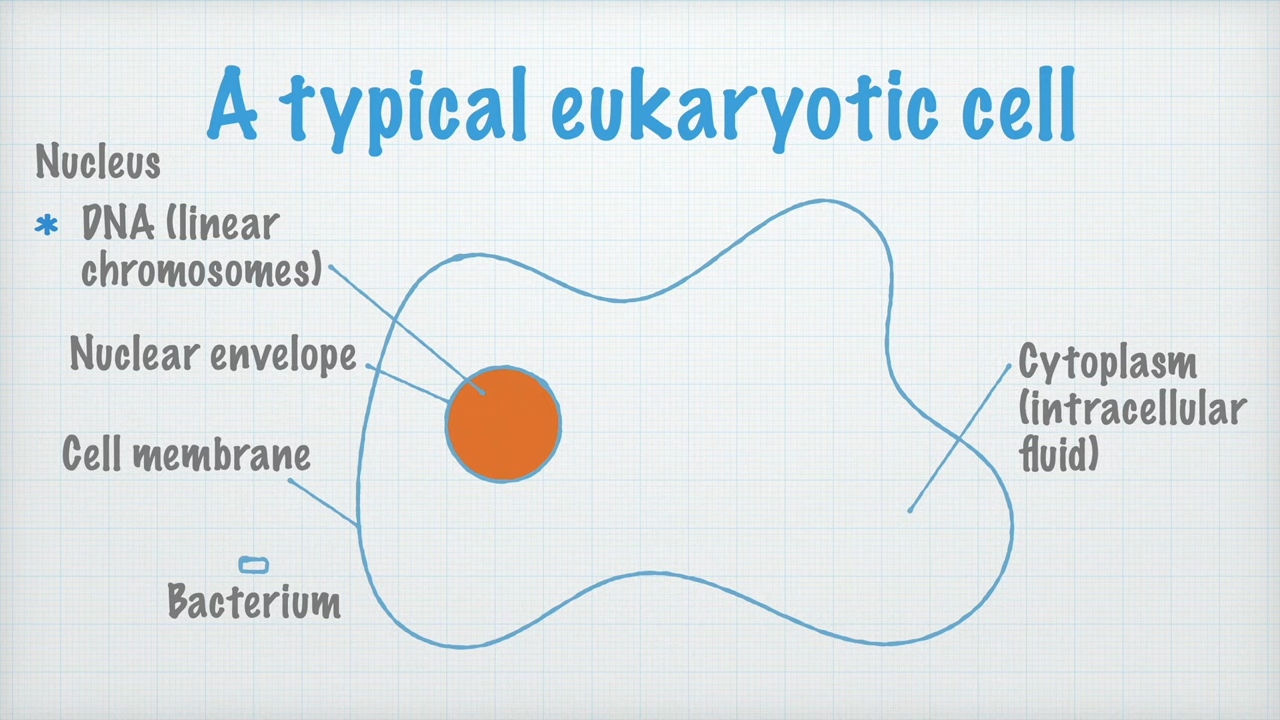 A typical eukaryotic cell
Nucleus
* DNA (linear
chromosomes)
Nuclear envelope
Cell membrane
Bacterium
Cytoplasm
(intracellular
fluid)